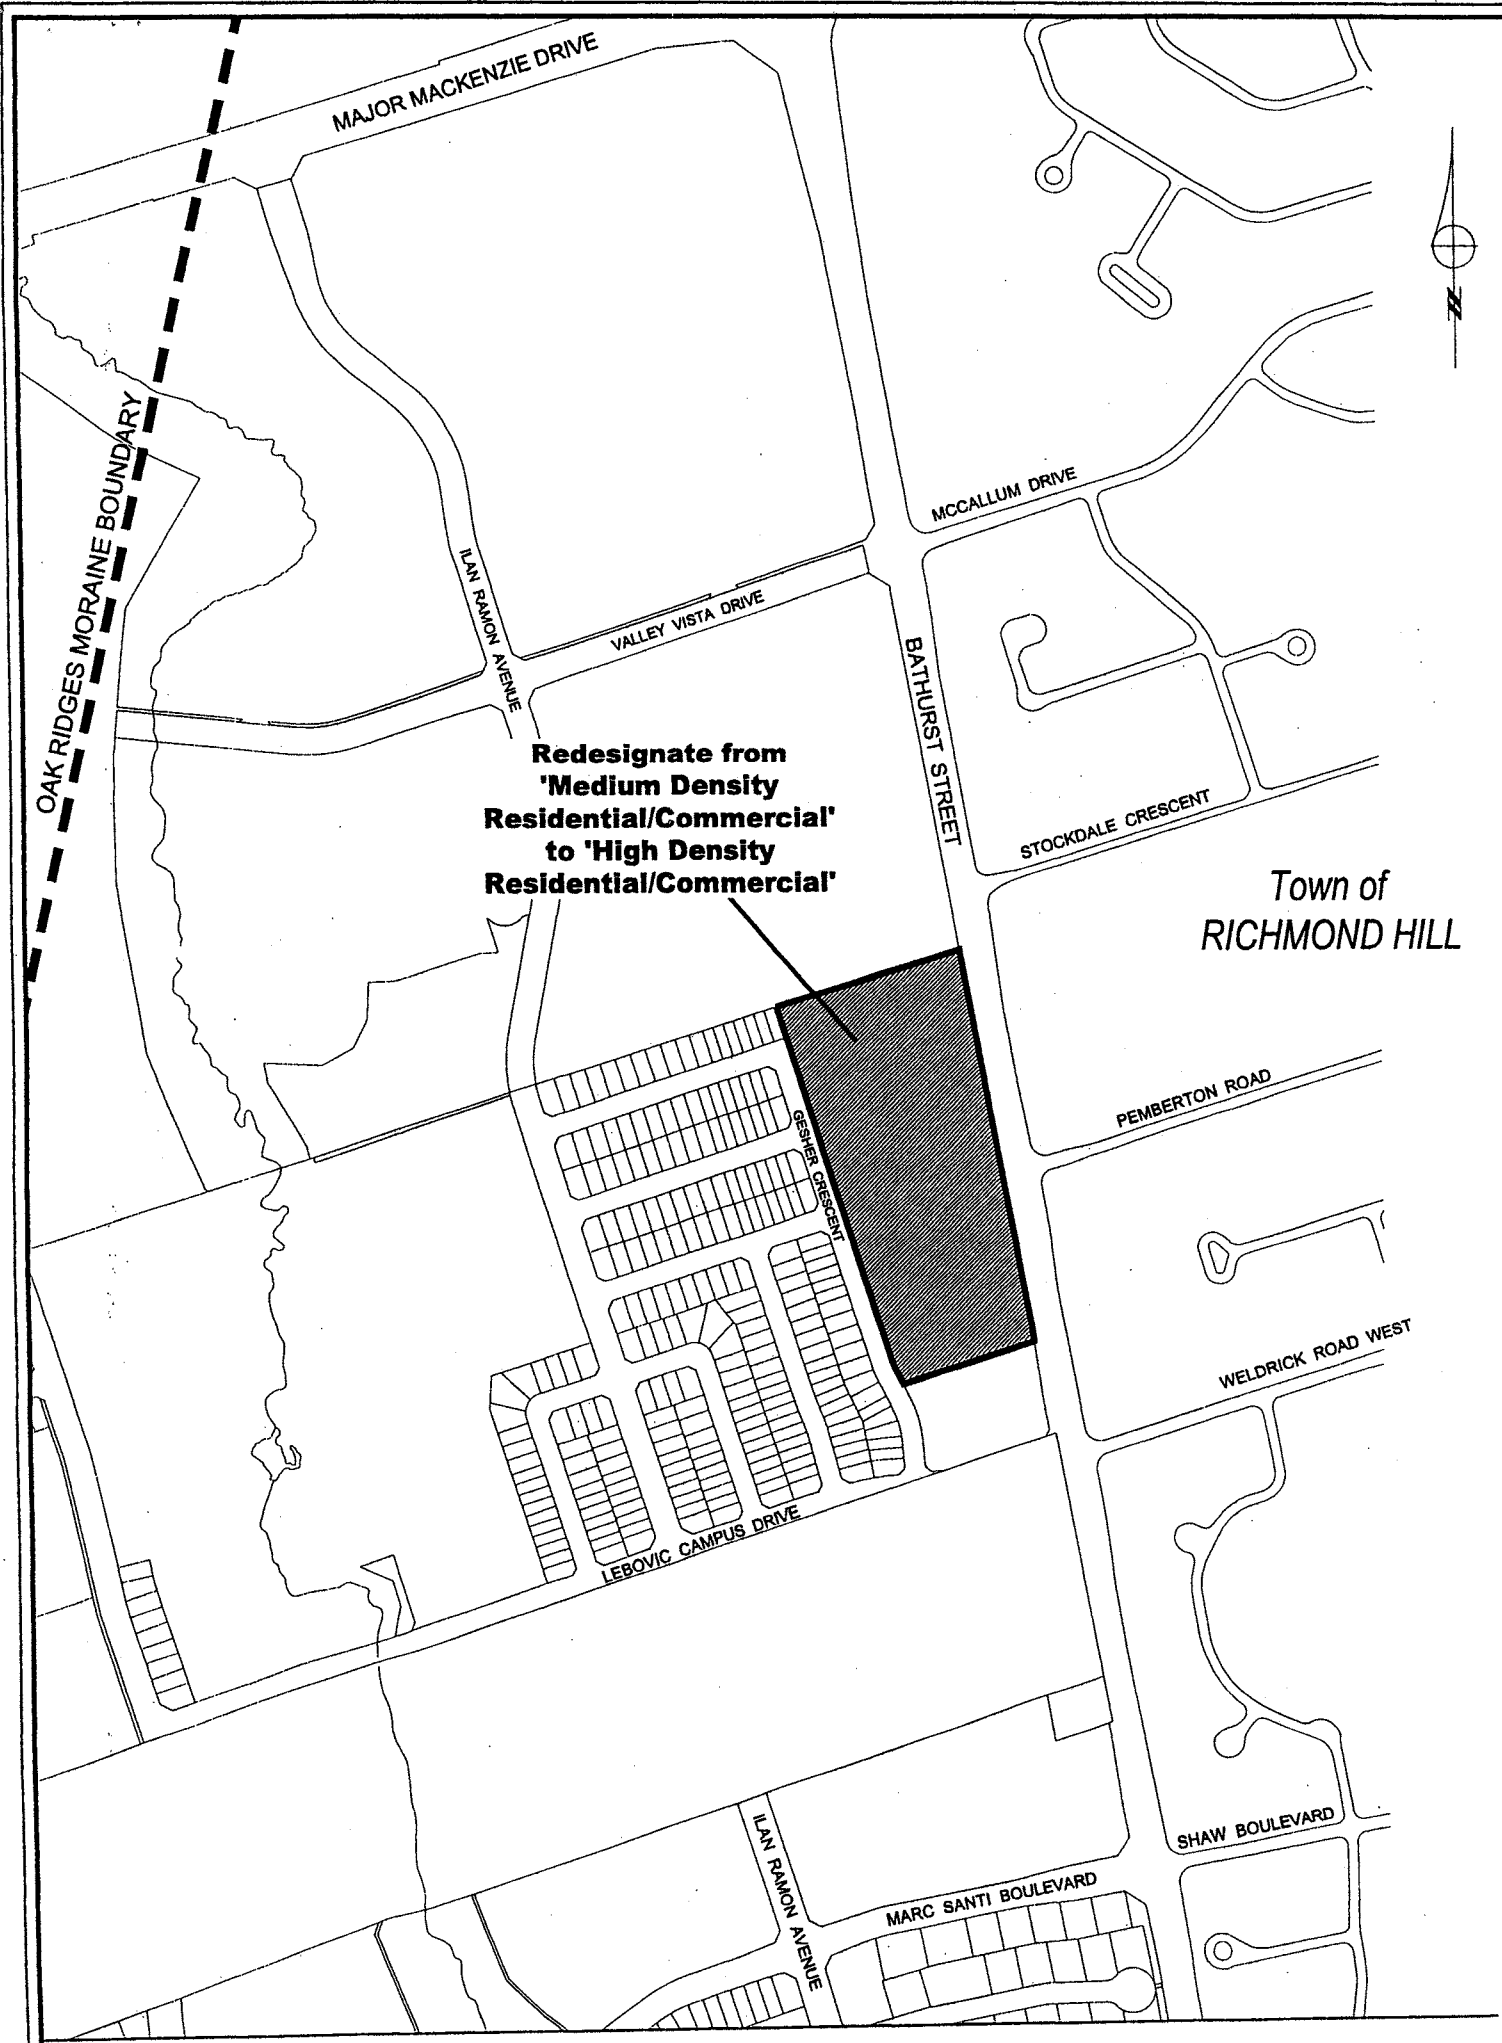 MAJOR MACKENZIE DRIVE
N
OAK RIDGES MORAINE BOUNDARY
MCCALLUM DRIVE
ILAN RAMON AVENUE
VALLEY VISTA DRIVE
BATHURST STREET
Redesignate from
'Medium Density
Residential/Commercial'
to 'High Density
Residential/Commercial'
STOCKDALE CRESCENT
Town of
RICHMOND HILL
PEMBERTON ROAD
GESHER CRESCENT
WELDRICK ROAD WEST
LEBOVIC CAMPUS DRIVE
ILAN RAMON AVENUE
SHAW BOULEVARD
MARC SANTI BOULEVARD